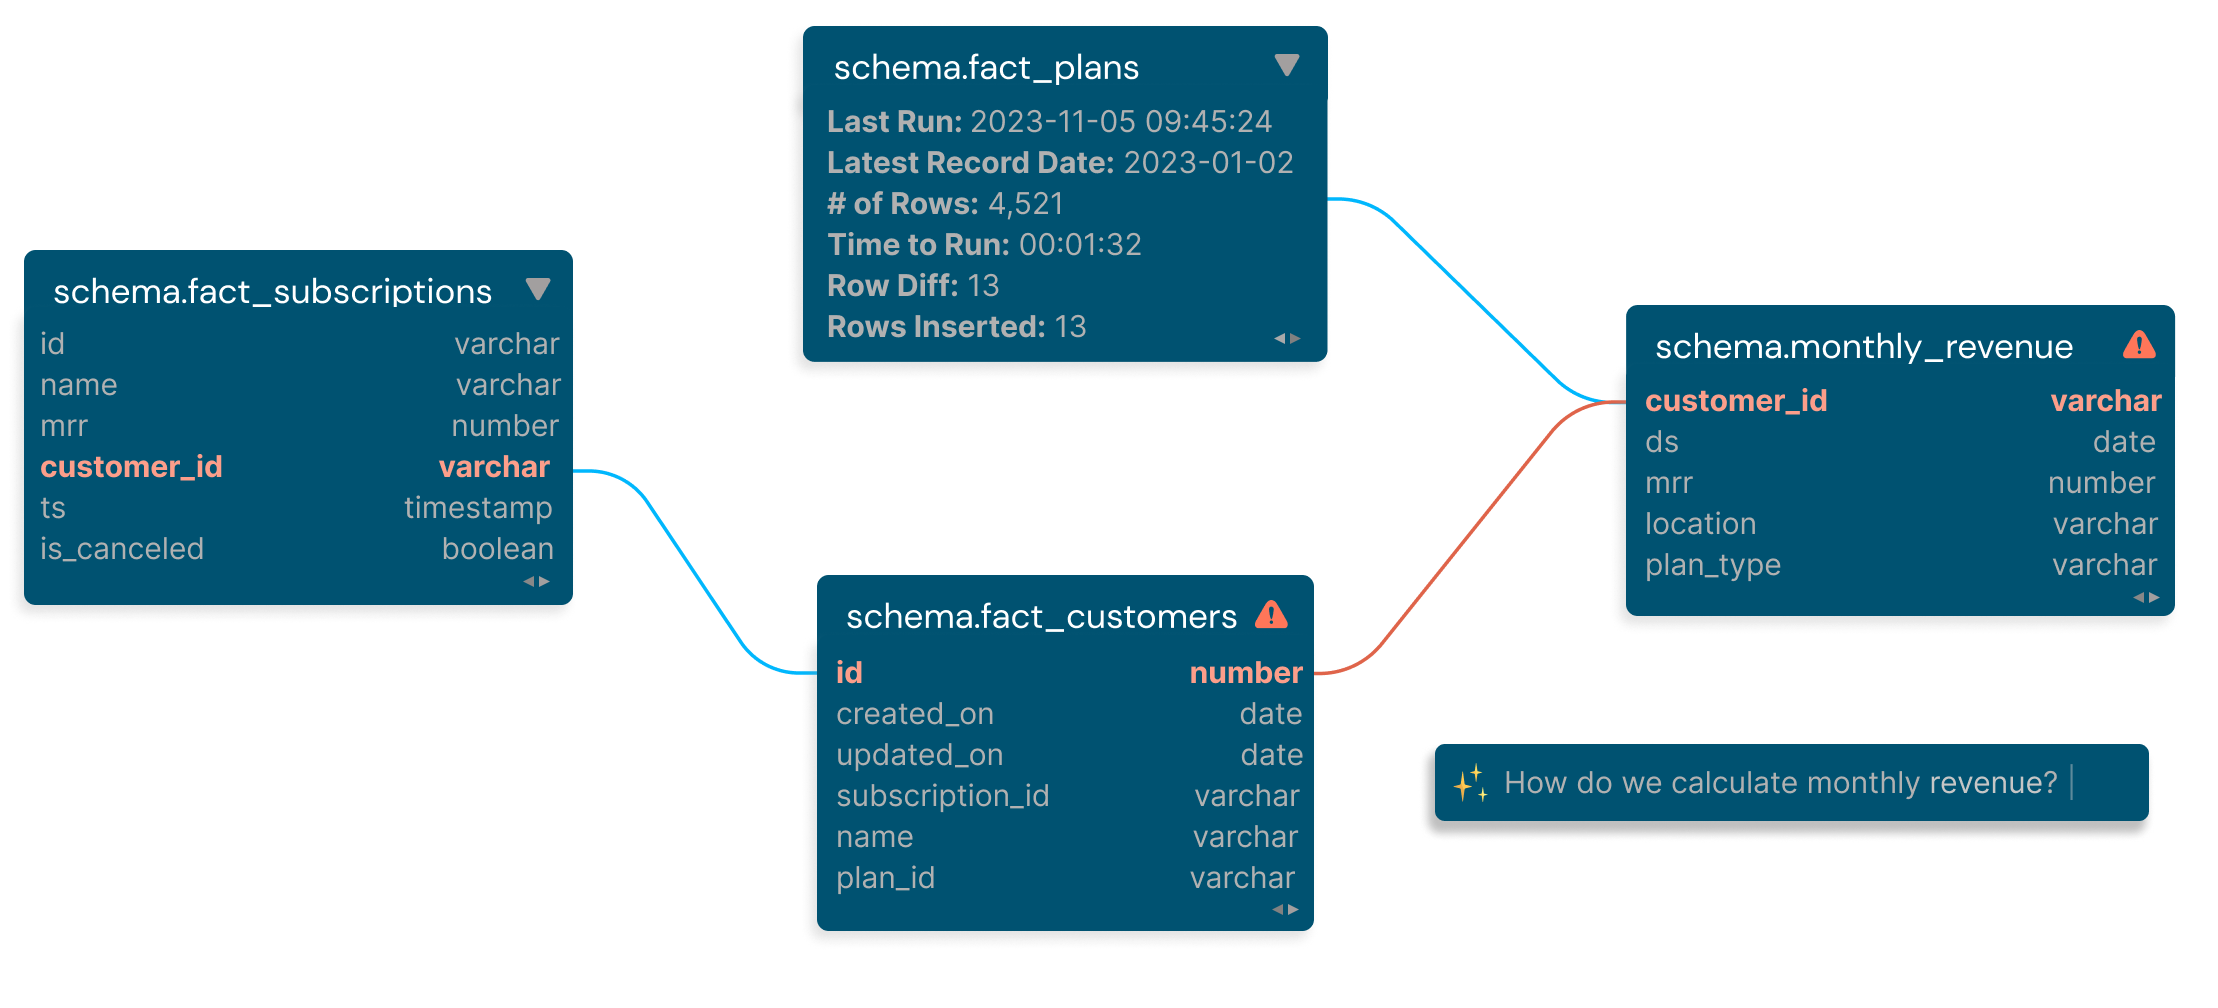 schema.fact_plans
Last Run: 2023-11-05 09:45:24
Latest Record Date: 2023-01-02
# of Rows: 4,521
Time to Run: 00:01:32
Row Diff: 13
Rows Inserted: 13
schema.fact_subscriptions
id varchar
name varchar
mrr number
customer_id varchar
ts timestamp
is_canceled boolean
schema.fact_customers
id number
created_on date
updated_on date
subscription_id varchar
name varchar
plan_id varchar
schema.monthly_revenue
customer_id varchar
ds date
mrr number
location varchar
plan_type varchar
How do we calculate monthly revenue?